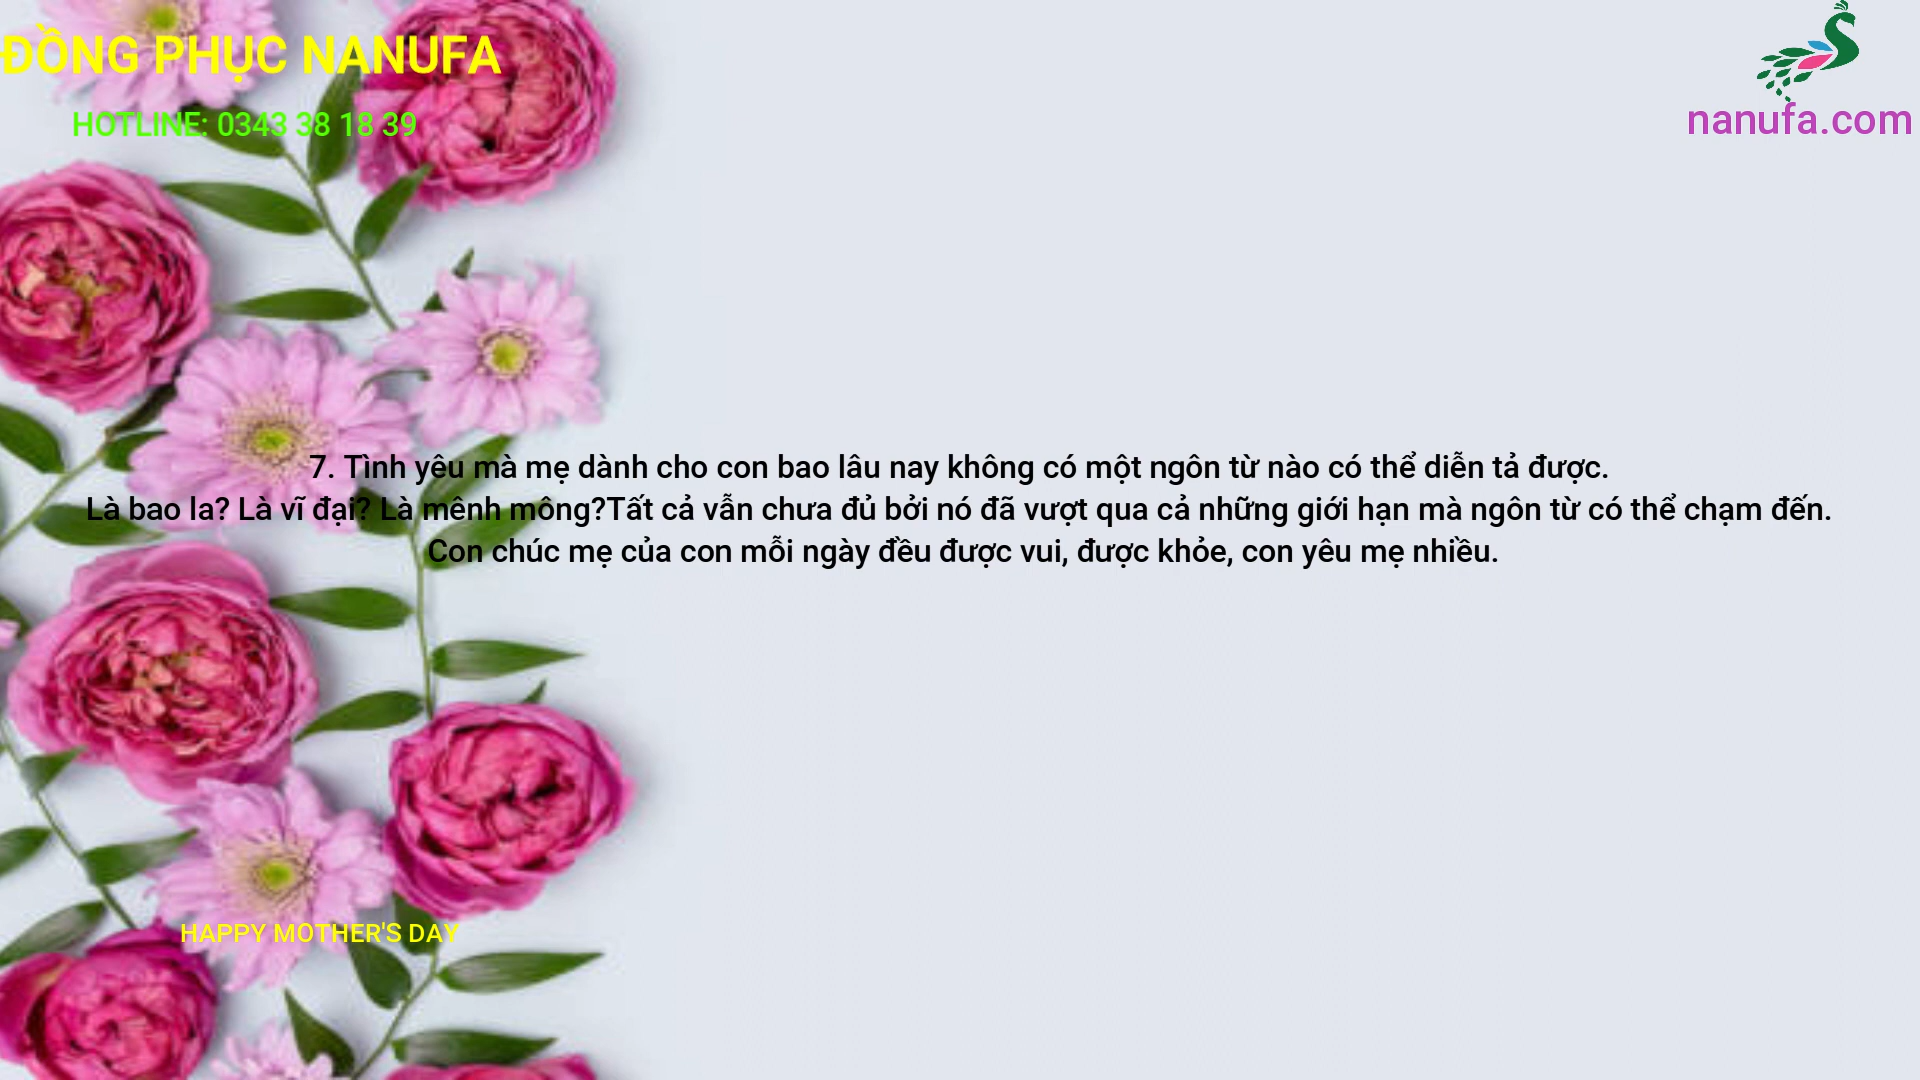 ĐỒNG PHỤC NANUFA
HOTLINE: 0343 38 18 39
nanufa.com
7. Tình yêu mà mẹ dành cho con bao lâu nay không có một ngôn từ nào có thể diễn tả được.
Là bao la? Là vĩ đại? Là mênh mông?Tất cả vẫn chưa đủ bởi nó đã vượt qua cả những giới hạn mà ngôn từ có thể chạm đến.
Con chúc mẹ của con mỗi ngày đều được vui, được khỏe, con yêu mẹ nhiều.
HAPPY MOTHER'S DAY